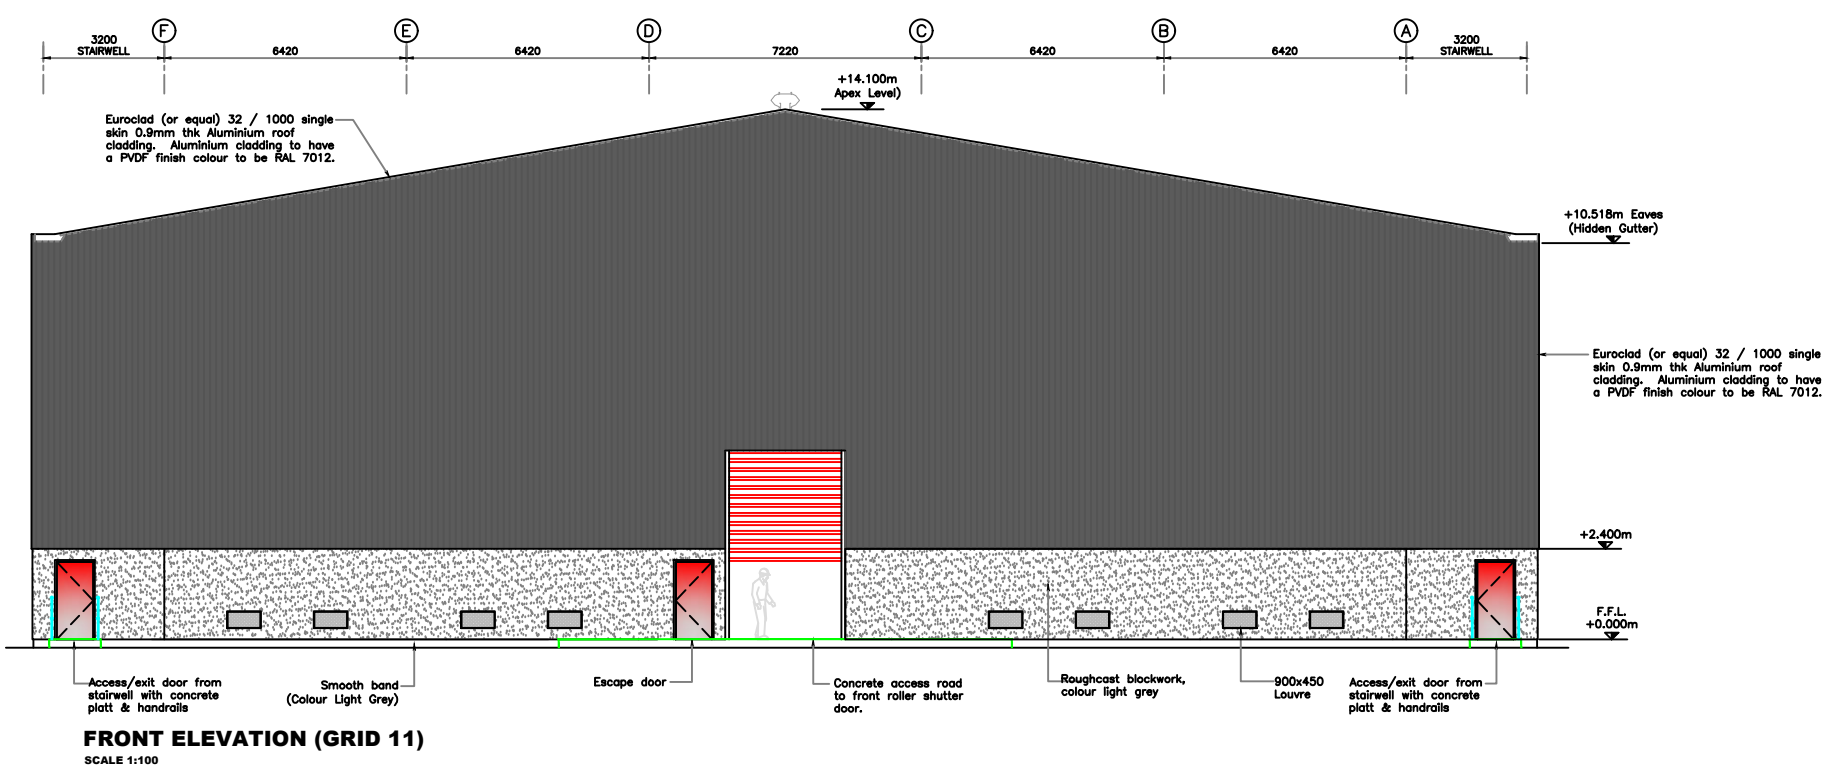 F
E
D
C
B
A
3200
STAIRWELL
6420
6420
7220
6420
6420
3200
STAIRWELL
+14.100m
Apex Level)
Euroclad (or equal) 32 / 1000 single
skin 0.9mm thk Aluminium roof
cladding. Aluminium cladding to have
a PVDF finish colour to be RAL 7012.
+10.518m Eaves
(Hidden Gutter)
Euroclad (or equal) 32 / 1000 single
skin 0.9mm thk Aluminium roof
cladding. Aluminium cladding to have
a PVDF finish colour to be RAL 7012.
+2.400m
F.F.L.
+0.000m
Access/exit door from
stairwell with concrete
platt & handrails
Smooth band
(Colour Light Grey)
Escape door
Concrete access road
to front roller shutter
door.
Roughcast blockwork,
colour light grey
900x450
Louvre
Access/exit door from
stairwell with concrete
platt & handrails
FRONT ELEVATION (GRID 11)
SCALE 1:100